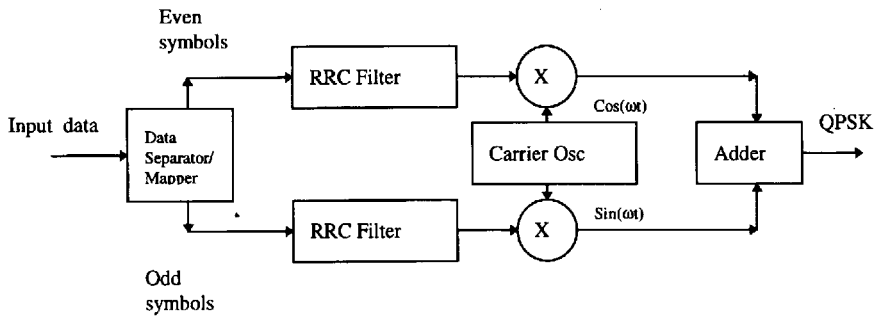 Even
symbols
RRC Filter
X
Cos(ωt)
Input data
Data
Separator/
Mapper
Carrier Osc
Adder
QPSK
RRC Filter
X
Sin(ωt)
Odd
symbols